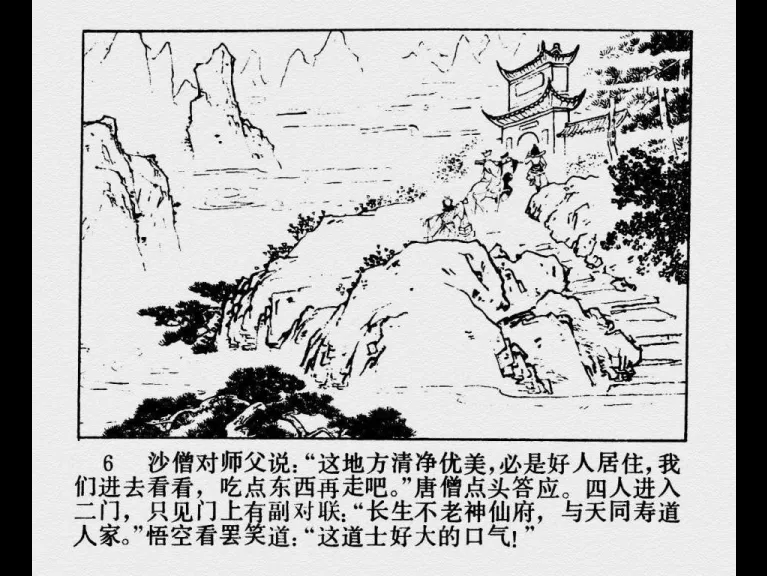 6 沙僧对师父说:“这地方清净优美,必是好人居住,我
们进去看看,吃点东西再走吧。”唐僧点头答应。四人进入
二门,只见门上有副对联:“长生不老神仙府,与天同寿道
人家。”悟空看罢笑道:“这道士好大的口气!”